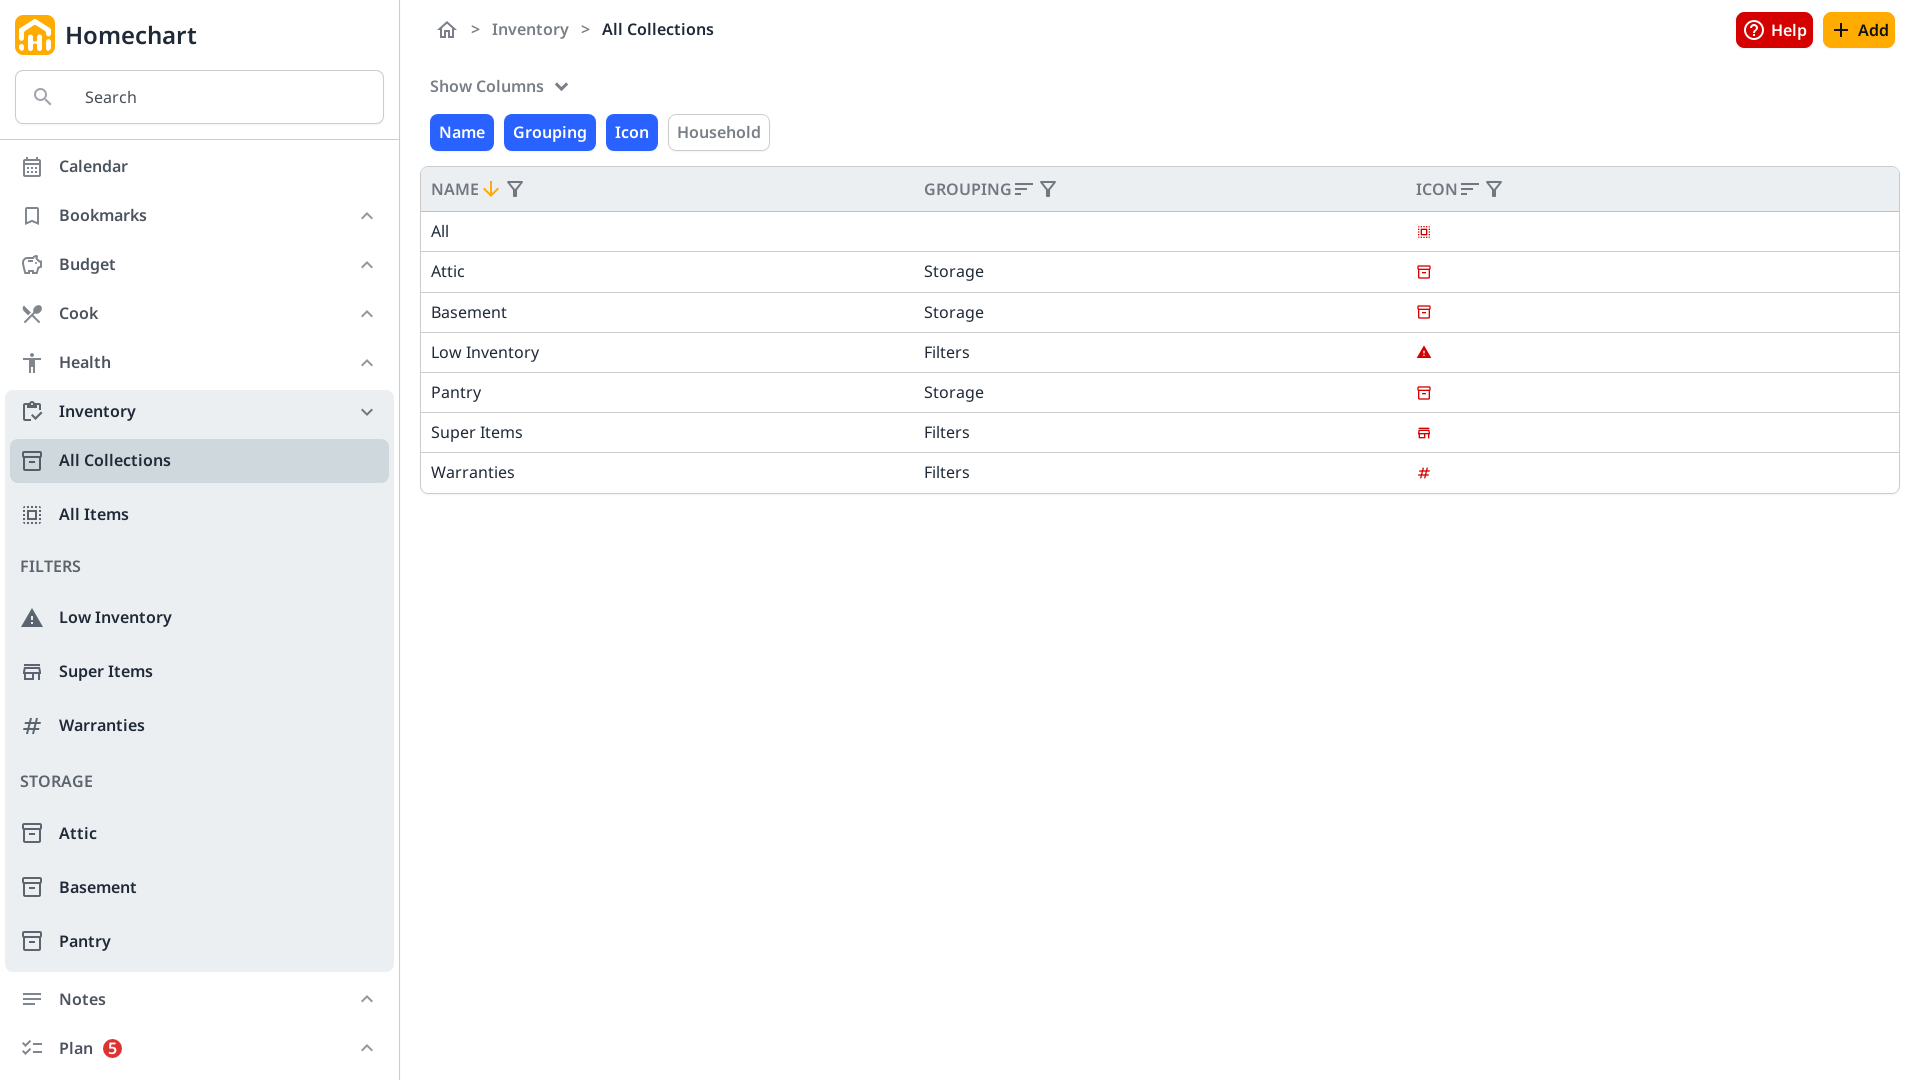 Homechart
Search
Calendar
Bookmarks
Budget
Cook
Health
Inventory
All Collections
All Items
FILTERS
Low Inventory
Super Items
Warranties
STORAGE
Attic
Basement
Pantry
Notes
Plan 5
> Inventory > All Collections
Help
Add
Show Columns
Name Grouping Icon Household
NAME GROUPING ICON
All
Attic Storage
Basement Storage
Low Inventory Filters
Pantry Storage
Super Items Filters
Warranties Filters